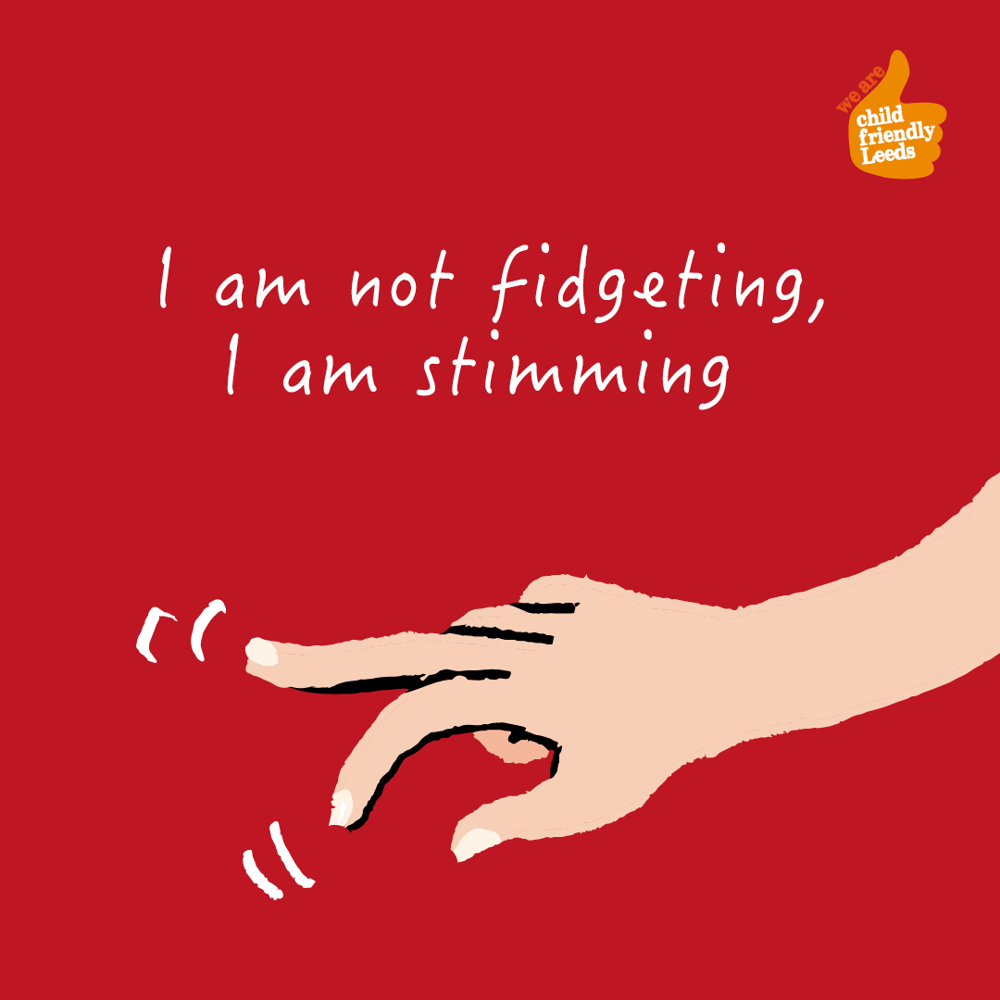 we are
child
friendly
Leeds
I am not fidgeting,
I am stimming